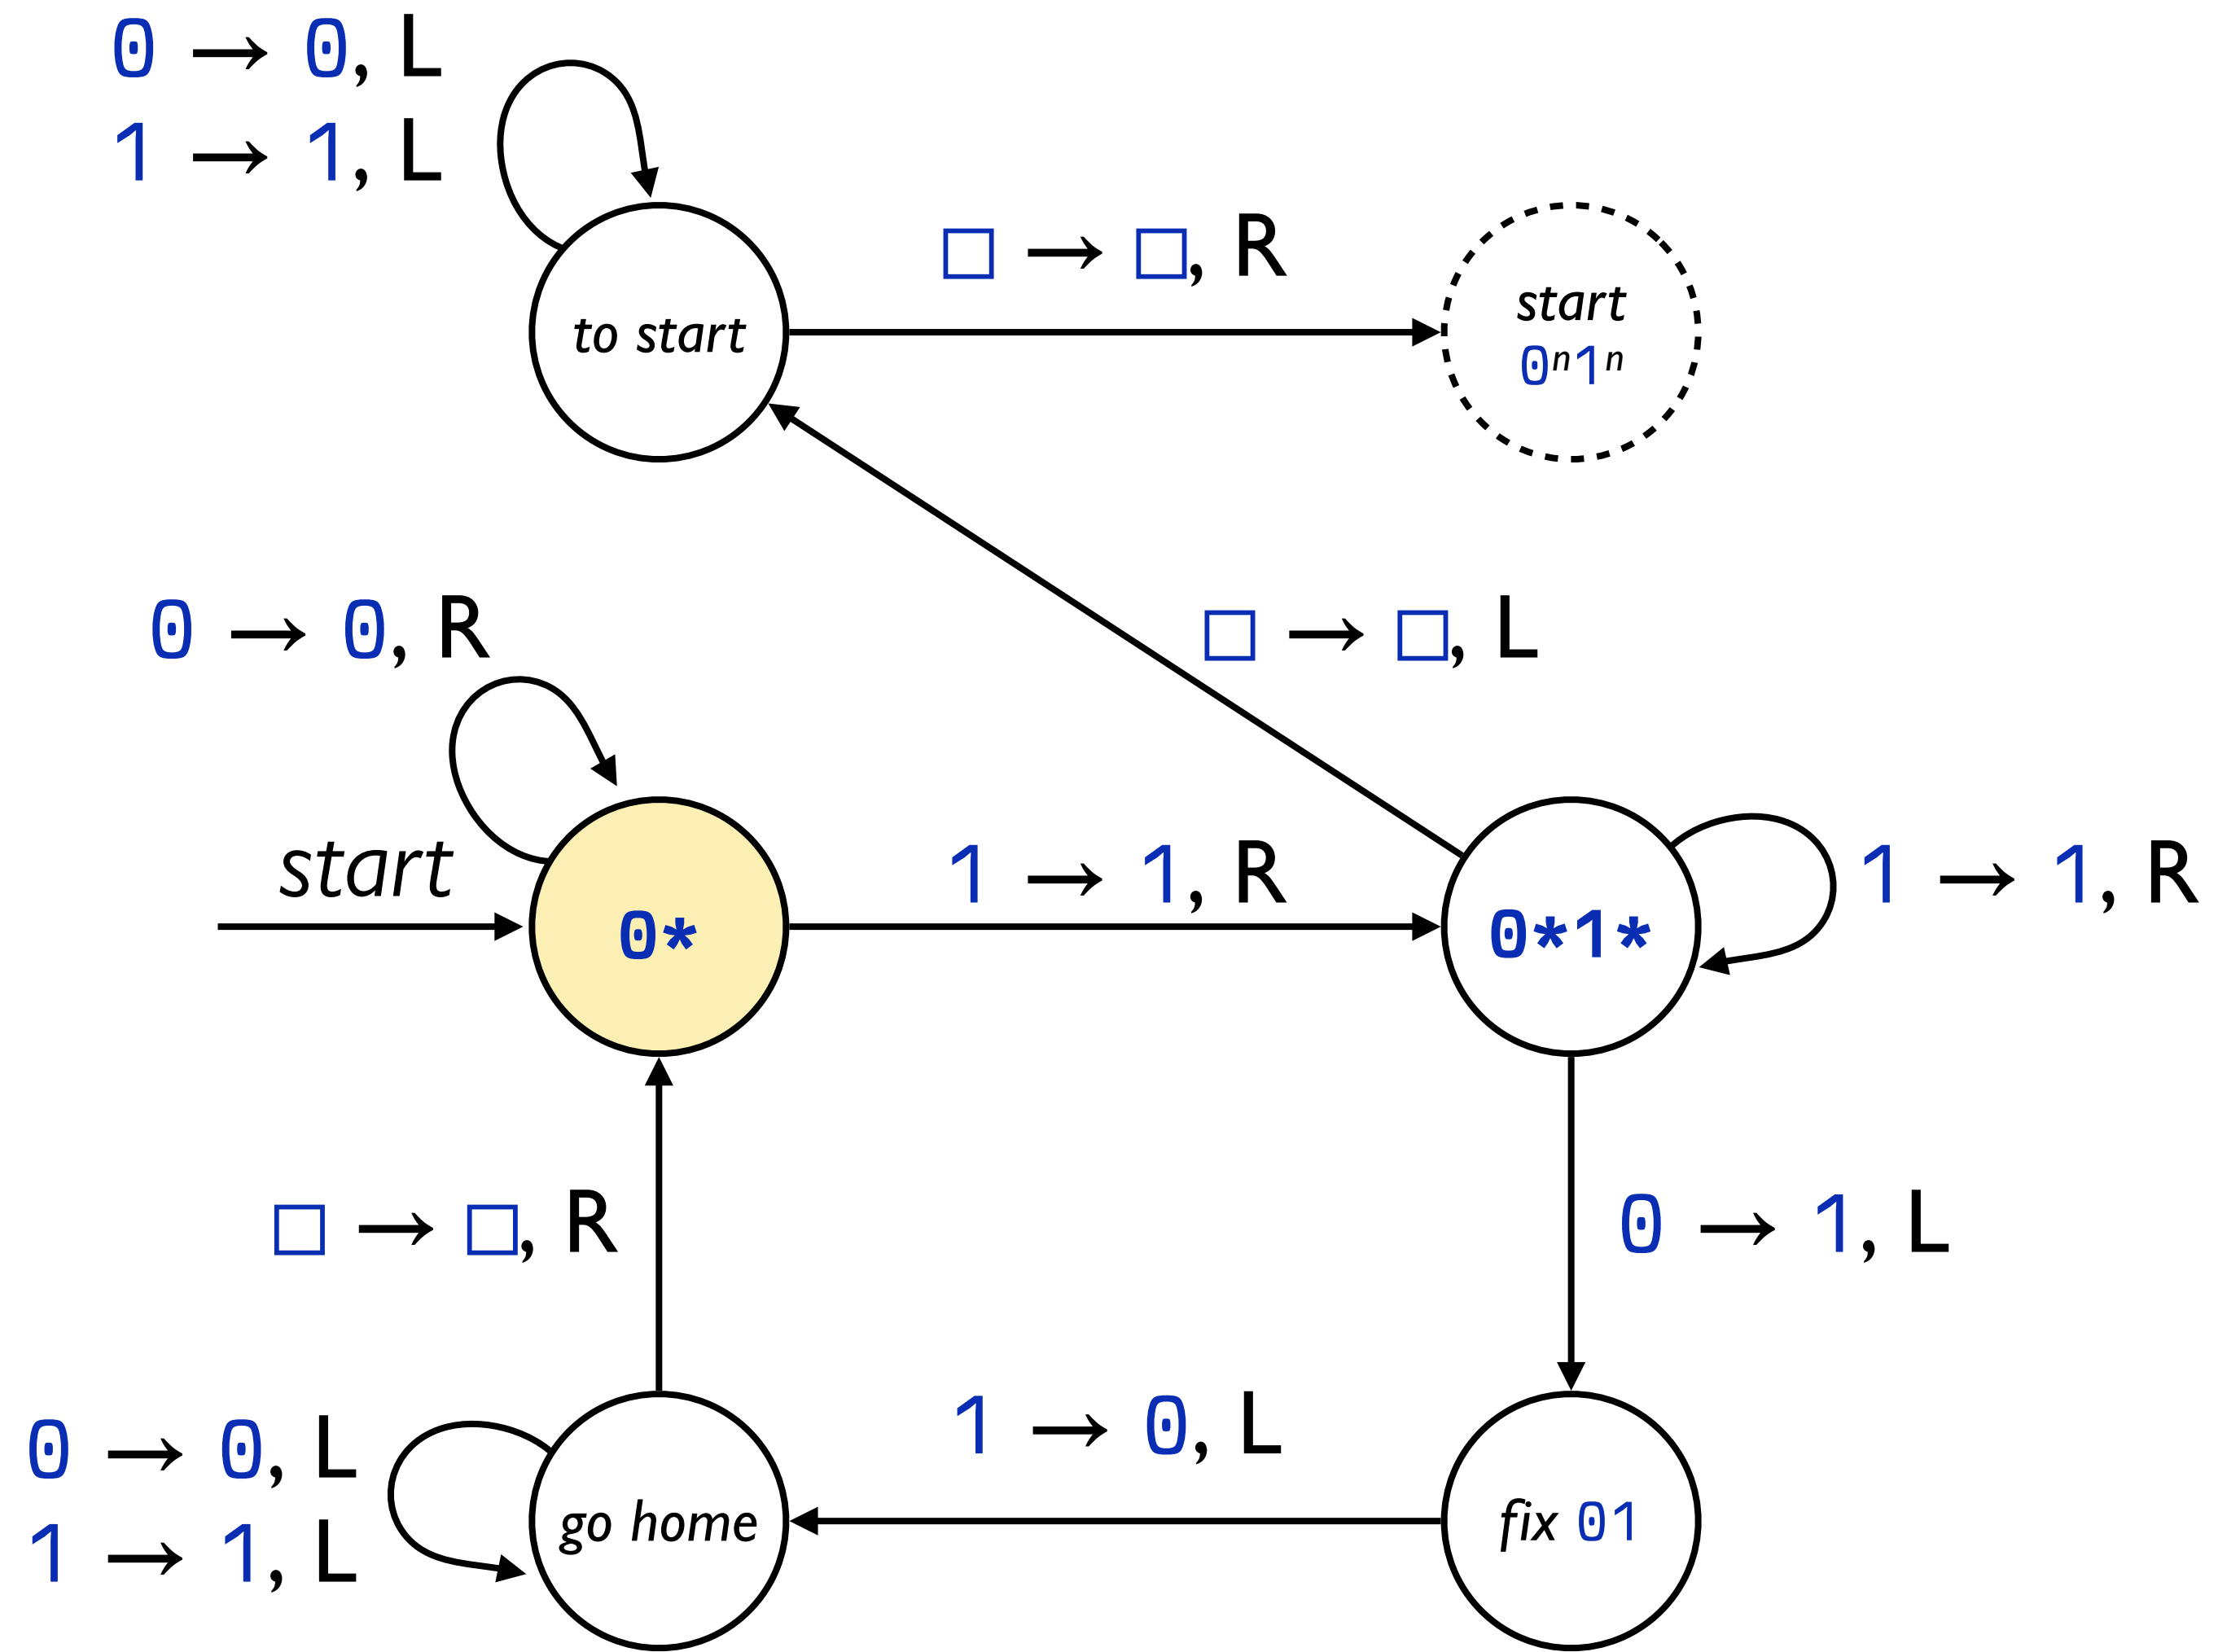 0 → 0, L
1 → 1, L
□ → □, R
to start
start
0ⁿ1ⁿ
0 → 0, R
□ → □, L
start
0*
1 → 1, R
0*1*
1 → 1, R
□ → □, R
0 → 1, L
0 → 0, L
1 → 1, L
go home
1 → 0, L
fix 01